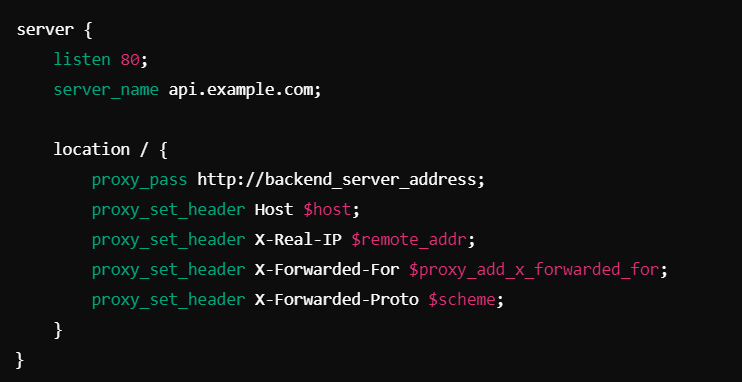 server {
    listen 80;
    server_name api.example.com;

    location / {
        proxy_pass http://backend_server_address;
        proxy_set_header Host $host;
        proxy_set_header X-Real-IP $remote_addr;
        proxy_set_header X-Forwarded-For $proxy_add_x_forwarded_for;
        proxy_set_header X-Forwarded-Proto $scheme;
    }
}